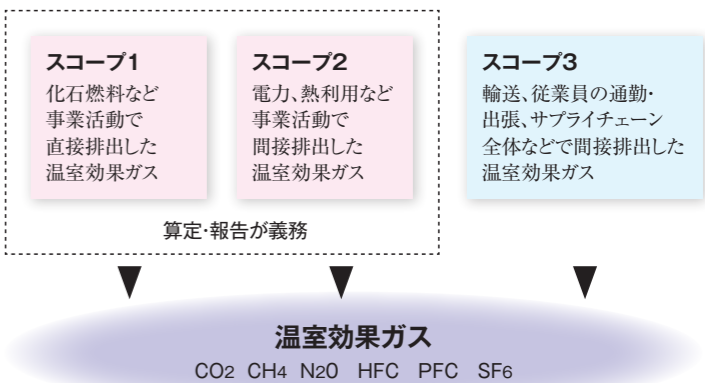 スコープ1
化石燃料など
事業活動で
直接排出した
温室効果ガス
スコープ2
電力、熱利用など
事業活動で
間接排出した
温室効果ガス
スコープ3
輸送、従業員の通勤・
出張、サプライチェーン
全体などで間接排出した
温室効果ガス
算定・報告が義務
温室効果ガス
CO2 CH4 N2O HFC PFC SF6